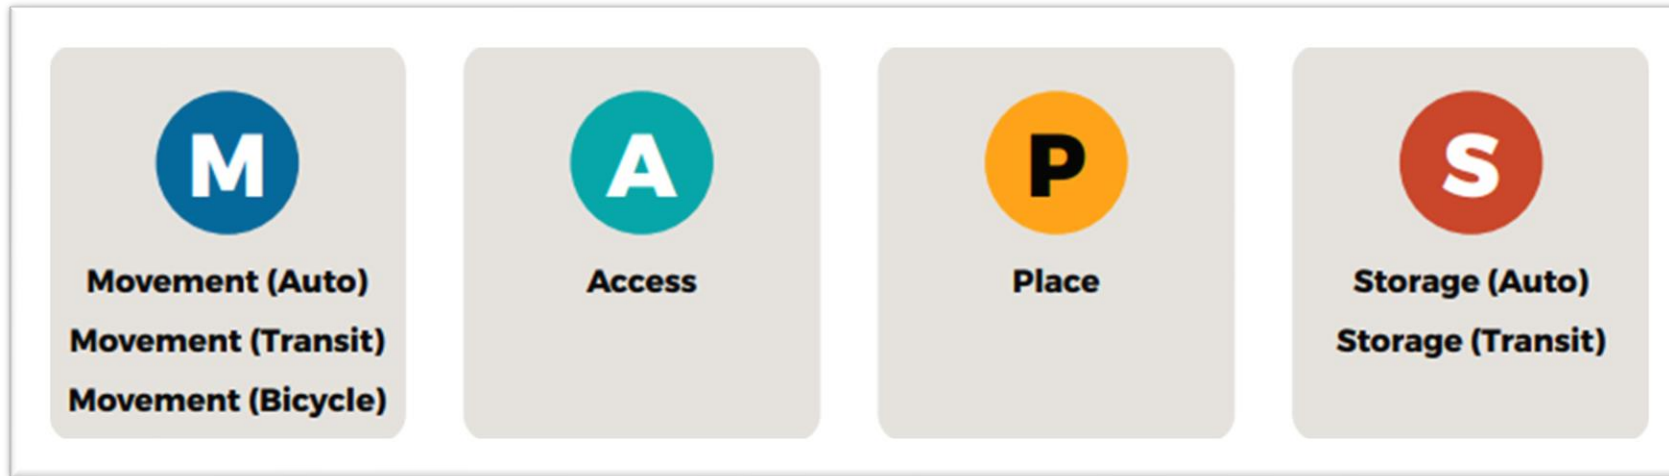 M
Movement (Auto)
Movement (Transit)
Movement (Bicycle)
A
Access
P
Place
S
Storage (Auto)
Storage (Transit)